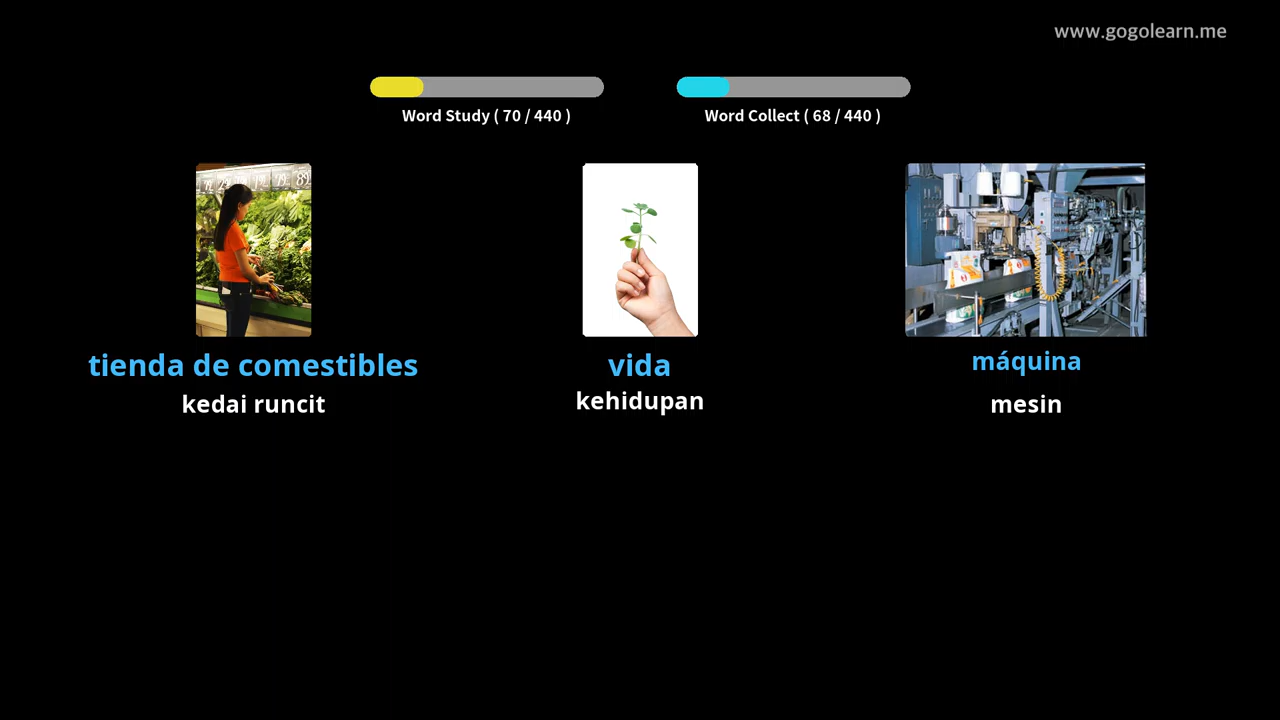 www.gogolearn.me
Word Study ( 70 / 440 )
Word Collect ( 68 / 440 )
tienda de comestibles
kedai runcit
vida
kehidupan
máquina
mesin